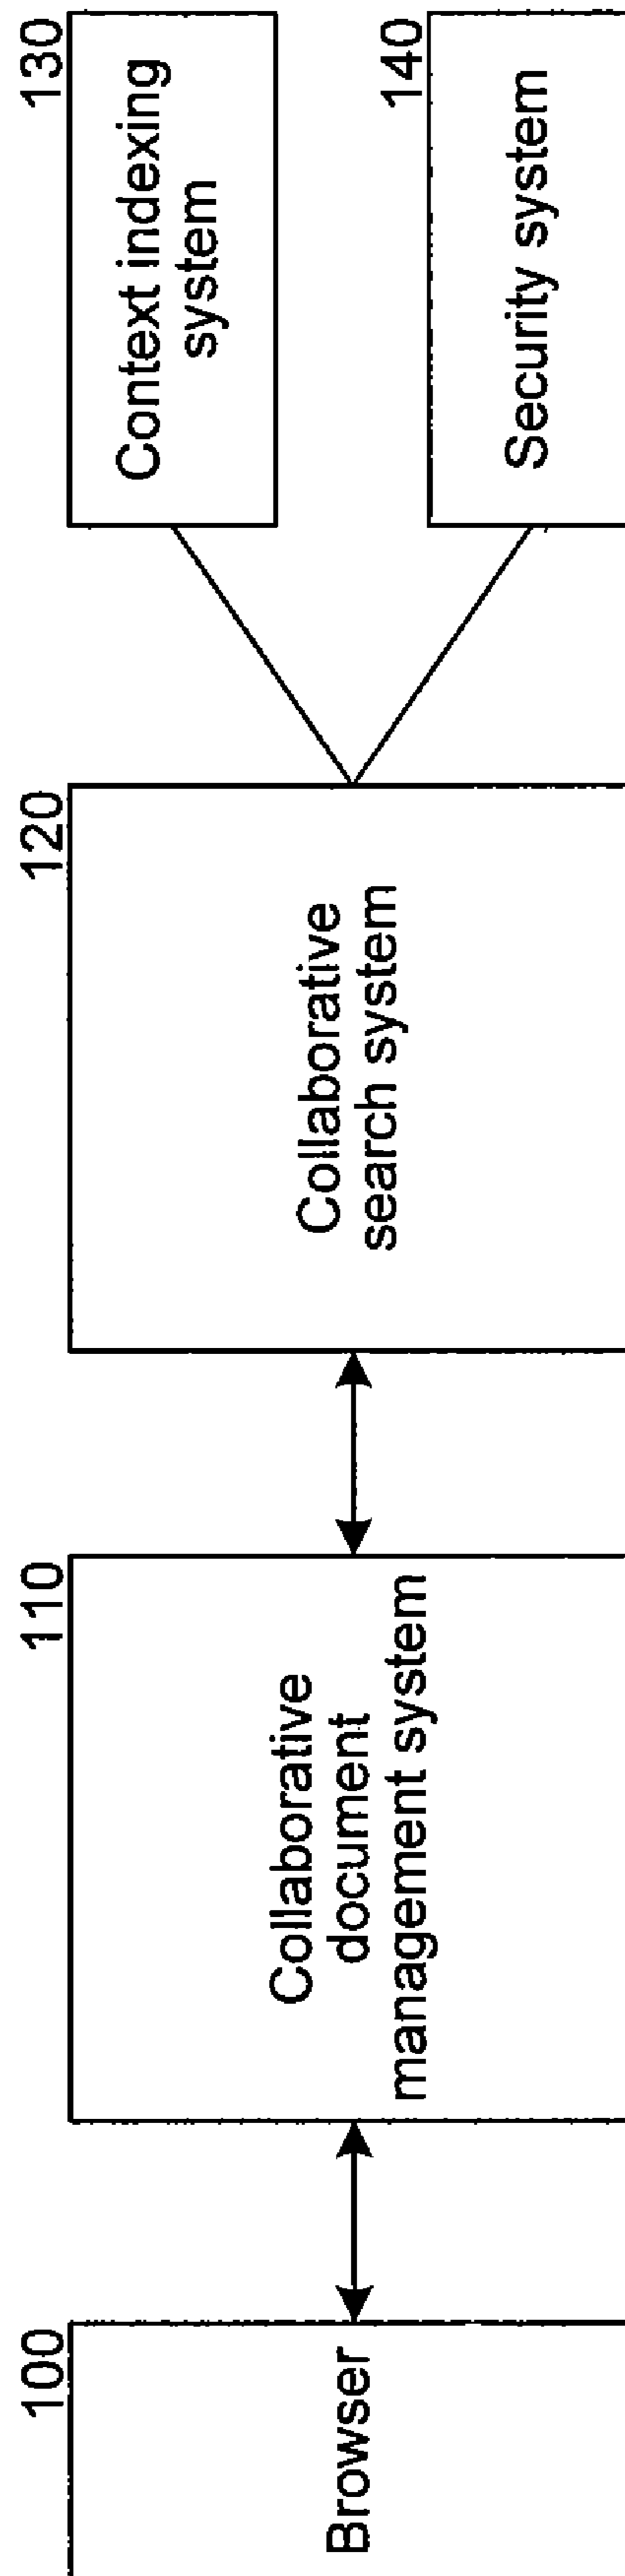 100
Browser
110
Collaborative
document
management system
120
Collaborative
search system
130
Context indexing
system
140
Security system